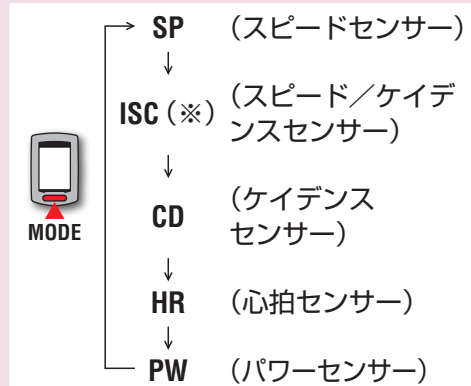 SP (スピードセンサー)
ISC(※) (スピード/ケイデ
ンスセンサー)
CD (ケイデンス
センサー)
MODE
HR (心拍センサー)
PW (パワーセンサー)